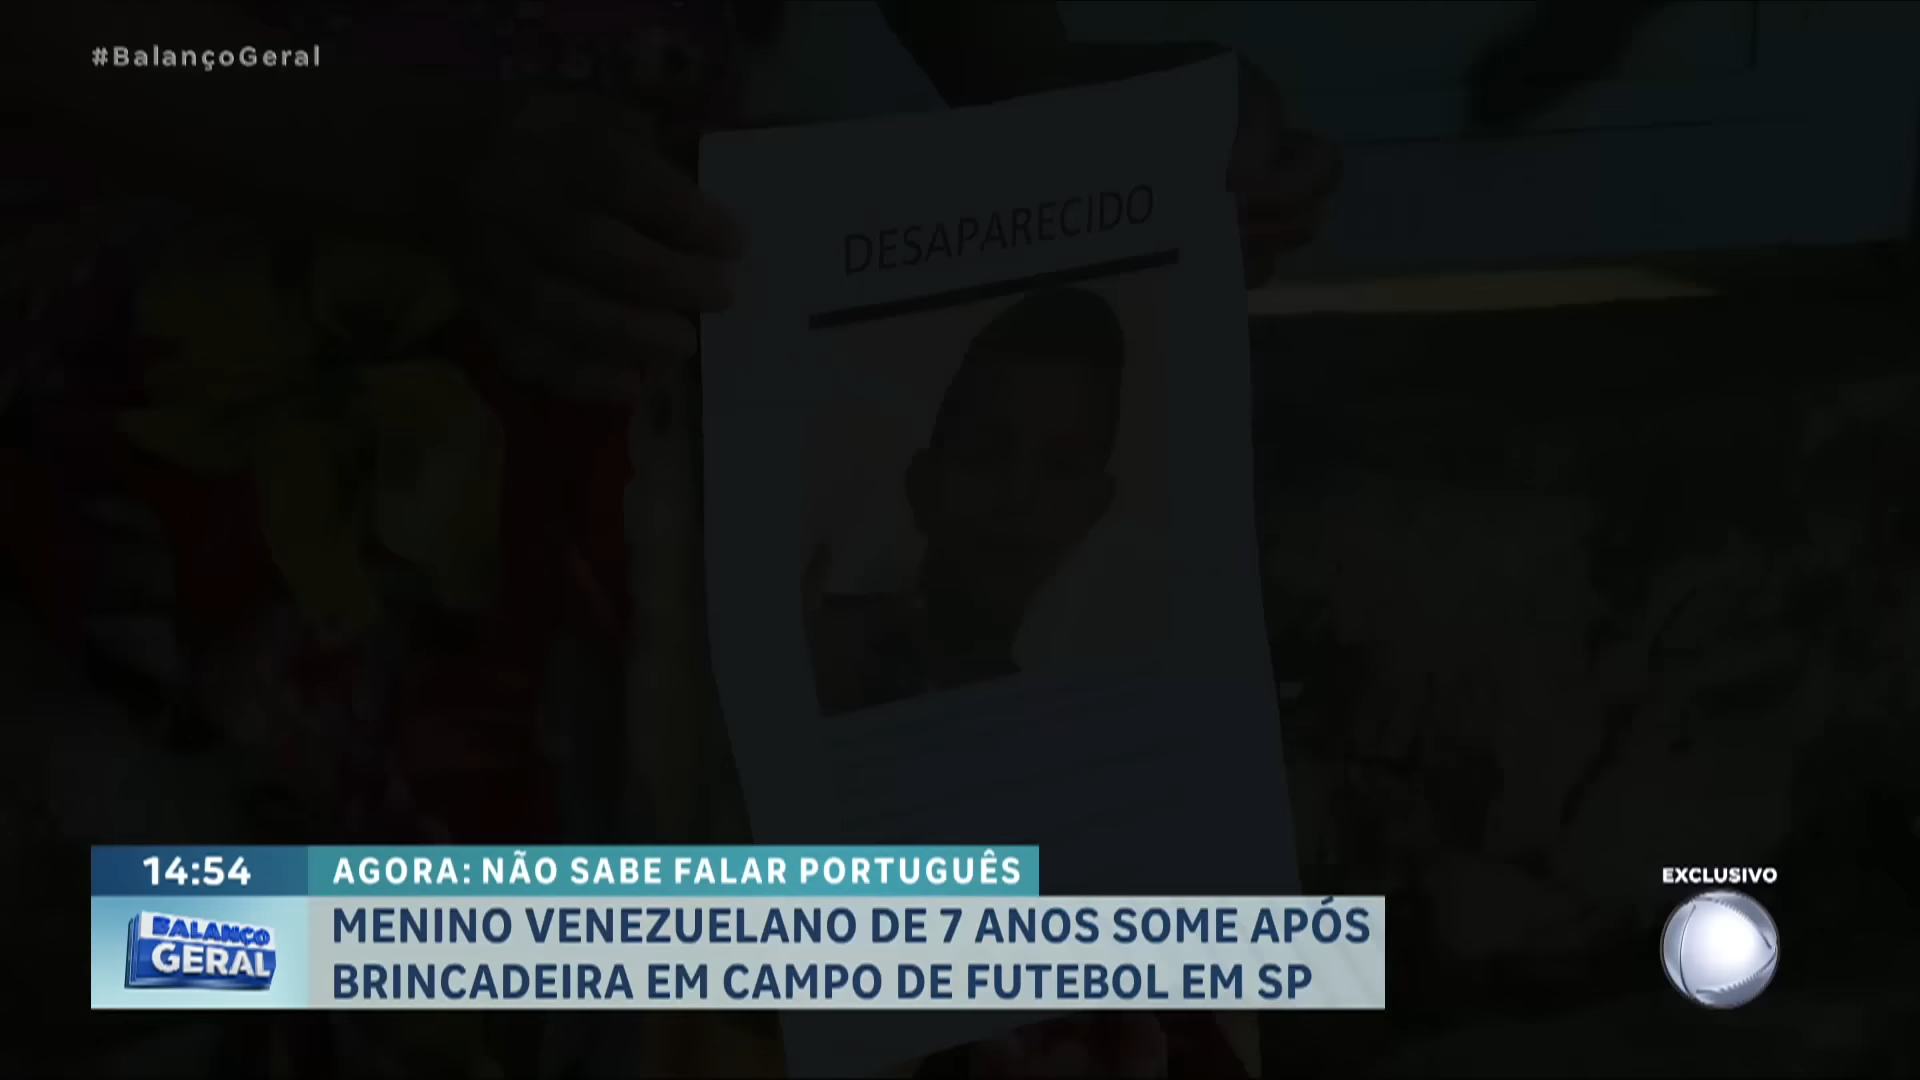 #BalançoGeral
DESAPARECIDO
14:54
AGORA: NÃO SABE FALAR PORTUGUÊS
BALANÇO
GERAL
MENINO VENEZUELANO DE 7 ANOS SOME APÓS
BRINCADEIRA EM CAMPO DE FUTEBOL EM SP
EXCLUSIVO